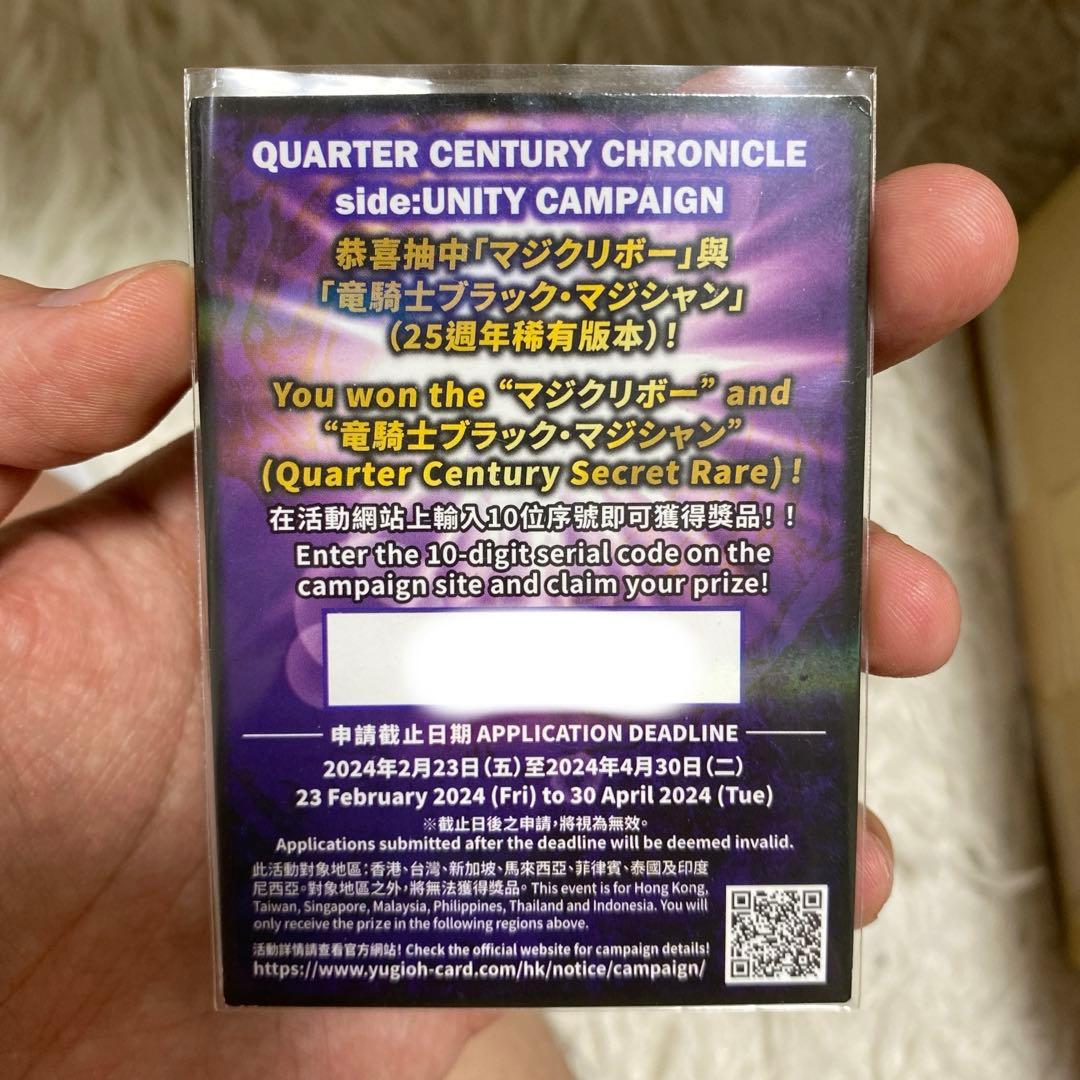 QUARTER CENTURY CHRONICLE
side:UNITY CAMPAIGN
恭喜抽中「マジクリボー」與
「竜騎士ブラック・マジシャン」
(25週年稀有版本)!
You won the “マジクリボー” and
“竜騎士ブラック・マジシャン”
(Quarter Century Secret Rare)!
在活動網站上輸入10位序號即可獲得獎品!!
Enter the 10-digit serial code on the
campaign site and claim your prize!
申請截止日期 APPLICATION DEADLINE
2024年2月23日(五)至2024年4月30日(二)
23 February 2024 (Fri) to 30 April 2024 (Tue)
※截止日後之申請,將視為無效。
Applications submitted after the deadline will be deemed invalid.
此活動對象地區:香港、台灣、新加坡、馬來西亞、菲律賓、泰國及印度
尼西亞。對象地區之外,將無法獲得獎品。This event is for Hong Kong,
Taiwan, Singapore, Malaysia, Philippines, Thailand and Indonesia. You will
only receive the prize in the following regions above.
活動詳情請查看官方網站! Check the official website for campaign details!
https://www.yugioh-card.com/hk/notice/campaign/